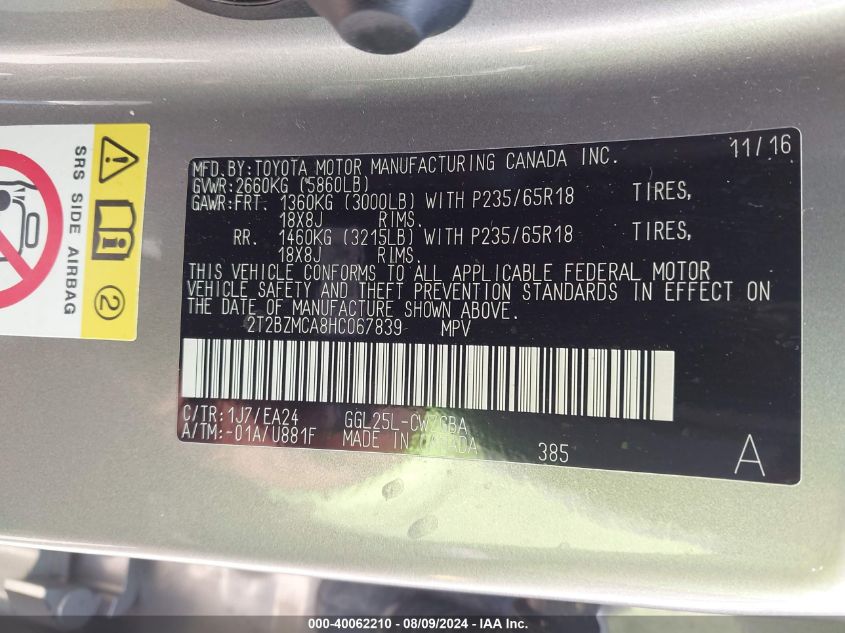 SRS SIDE AIRBAG
2
MFD. BY: TOYOTA MOTOR MANUFACTURING CANADA INC. 11/16
GVWR: 2660KG (5860LB)
GAWR: FRT. 1360KG (3000LB) WITH P235/65R18 TIRES,
18X8J RIMS.
RR. 1460KG (3215LB) WITH P235/65R18 TIRES,
18X8J RIMS.
THIS VEHICLE CONFORMS TO ALL APPLICABLE FEDERAL MOTOR
VEHICLE SAFETY AND THEFT PREVENTION STANDARDS IN EFFECT ON
THE DATE OF MANUFACTURE SHOWN ABOVE.
2T2BZMCA8HC067839 MPV
C/TR: 1J7/EA24 GGL25L-CWZGBA
A/TM: -01A/U881F MADE IN CANADA 385 A
000-40062210 - 08/09/2024 - IAA Inc.